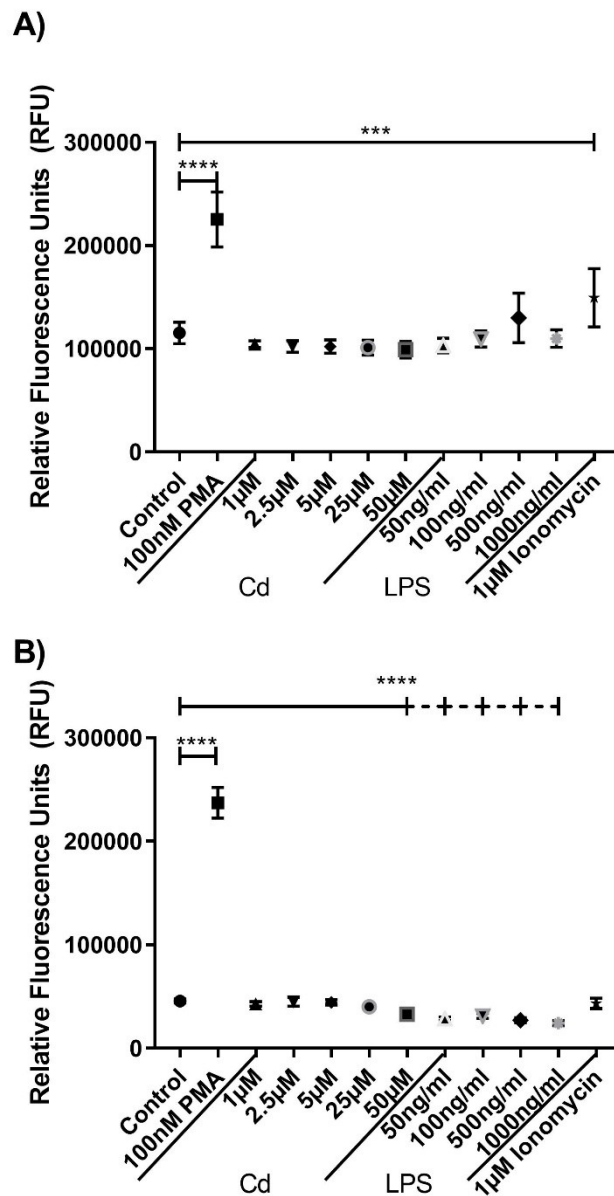 A)
Relative Fluorescence Units (RFU)
300000
200000
100000
0
***
****
Control
100nM PMA
1µM
2.5µM
5µM
25µM
50µM
50ng/ml
100ng/ml
500ng/ml
1000ng/ml
1µM Ionomycin
Cd
LPS
B)
Relative Fluorescence Units (RFU)
300000
200000
100000
0
****
****
Control
100nM PMA
1µM
2.5µM
5µM
25µM
50µM
50ng/ml
100ng/ml
500ng/ml
1000ng/ml
1µM Ionomycin
Cd
LPS